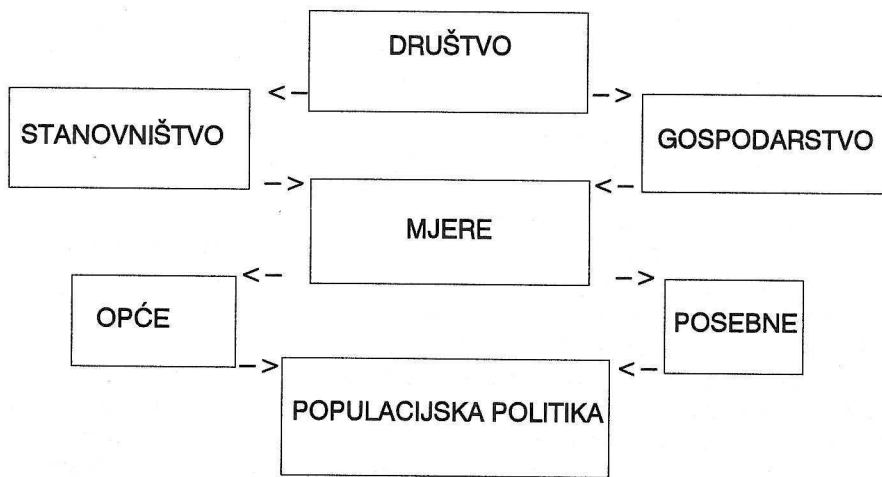 DRUŠTVO
STANOVNIŠTVO
GOSPODARSTVO
MJERE
OPĆE
POSEBNE
POPULACIJSKA POLITIKA